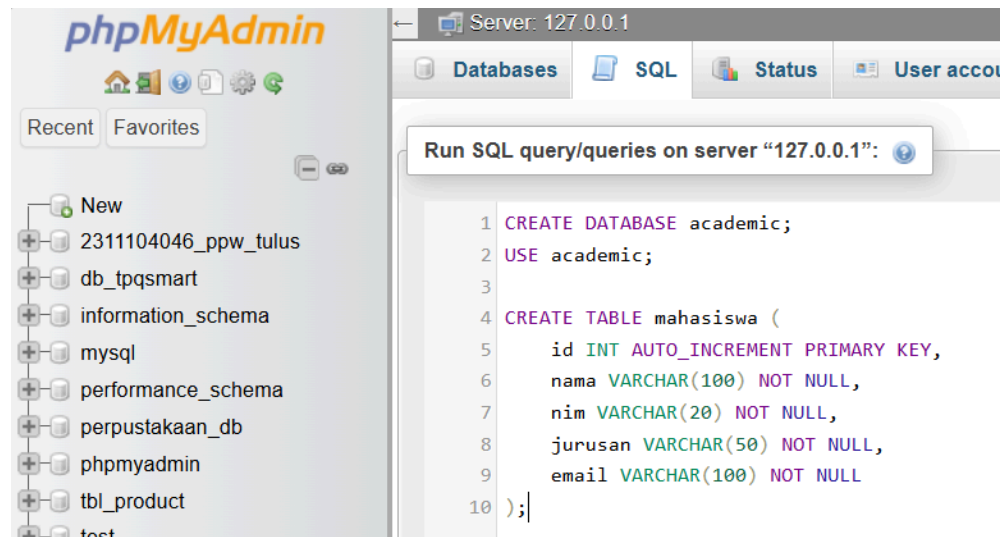 phpMyAdmin
Recent Favorites
New
2311104046_ppw_tulus
db_tpqsmart
information_schema
mysql
performance_schema
perpustakaan_db
phpmyadmin
tbl_product
test
← Server: 127.0.0.1
Databases SQL Status User accou
Run SQL query/queries on server “127.0.0.1”:
1 CREATE DATABASE academic;
2 USE academic;
3
4 CREATE TABLE mahasiswa (
5 id INT AUTO_INCREMENT PRIMARY KEY,
6 nama VARCHAR(100) NOT NULL,
7 nim VARCHAR(20) NOT NULL,
8 jurusan VARCHAR(50) NOT NULL,
9 email VARCHAR(100) NOT NULL
10 );